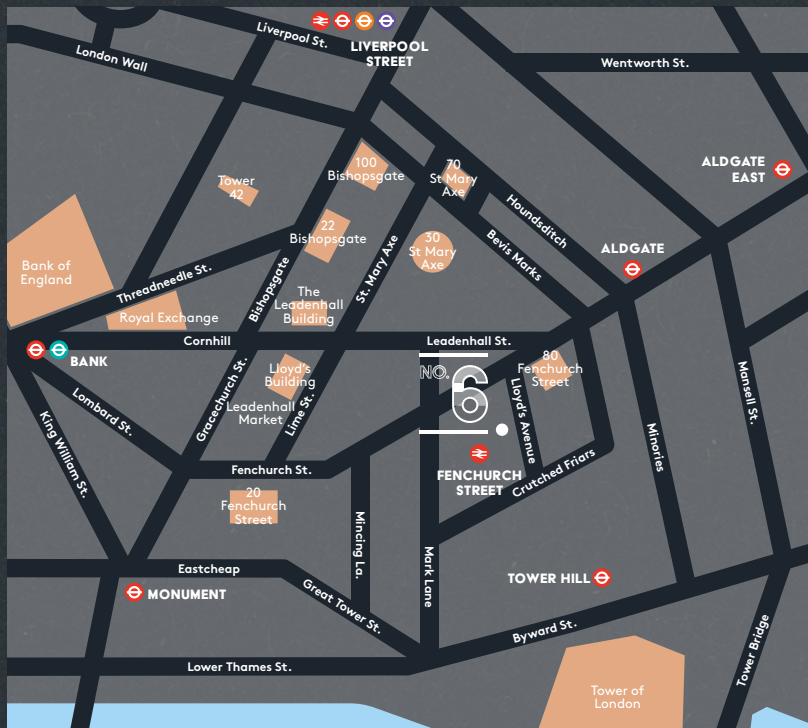 Liverpool St.
LIVERPOOL
STREET
London Wall
Wentworth St.
ALDGATE
EAST
100
Bishopsgate
70
St Mary
Axe
Tower
42
Houndsditch
22
Bishopsgate
30
St Mary
Axe
Bevis Marks
ALDGATE
St. Mary Axe
Bank of
England
Threadneedle St.
Bishopsgate
The
Leadenhall
Building
Royal Exchange
Cornhill
Leadenhall St.
BANK
NO.
6
80
Fenchurch
Street
Lloyd's
Building
Lombard St.
Gracechurch St.
Leadenhall
Market
Lime St.
Lloyd's Avenue
Mansell St.
King William St.
Minories
Fenchurch St.
FENCHURCH
STREET
Crutched Friars
20
Fenchurch
Street
Mincing La.
Mark Lane
Eastcheap
MONUMENT
Great Tower St.
TOWER HILL
Byward St.
Tower Bridge
Lower Thames St.
Tower of
London